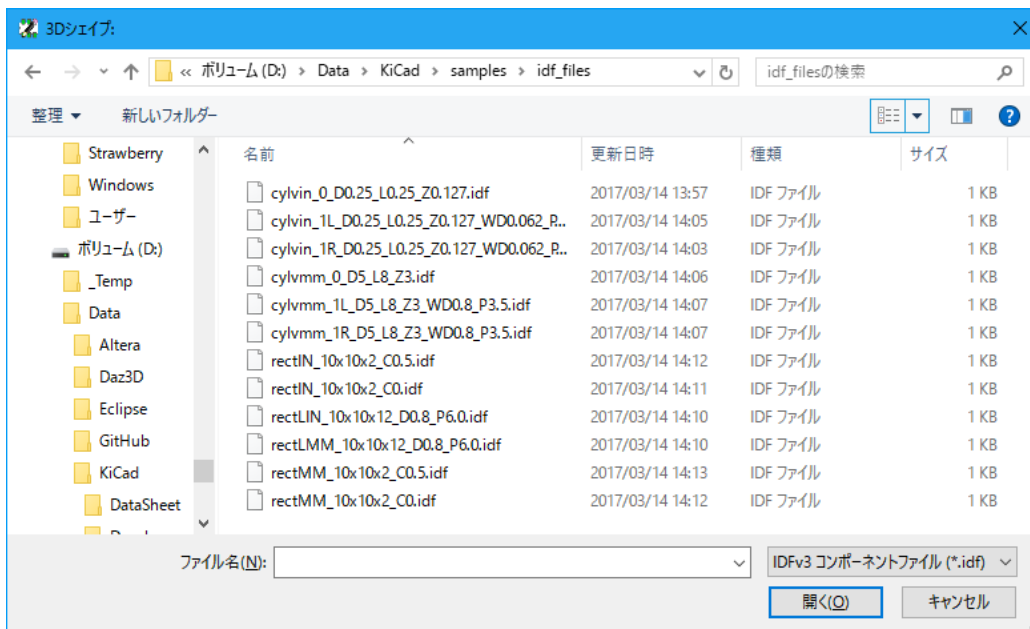 3Dシェイプ:
« ボリューム (D:) › Data › KiCad › samples › idf_files
idf_filesの検索
整理
新しいフォルダー
?
Strawberry
Windows
ユーザー
ボリューム (D:)
_Temp
Data
Altera
Daz3D
Eclipse
GitHub
KiCad
DataSheet
名前 更新日時 種類 サイズ
cylvin_0_D0.25_L0.25_Z0.127.idf 2017/03/14 13:57 IDF ファイル 1 KB
cylvin_1L_D0.25_L0.25_Z0.127_WD0.062_P... 2017/03/14 14:05 IDF ファイル 1 KB
cylvin_1R_D0.25_L0.25_Z0.127_WD0.062_P... 2017/03/14 14:03 IDF ファイル 1 KB
cylvmm_0_D5_L8_Z3.idf 2017/03/14 14:06 IDF ファイル 1 KB
cylvmm_1L_D5_L8_Z3_WD0.8_P3.5.idf 2017/03/14 14:07 IDF ファイル 1 KB
cylvmm_1R_D5_L8_Z3_WD0.8_P3.5.idf 2017/03/14 14:07 IDF ファイル 1 KB
rectIN_10x10x2_C0.5.idf 2017/03/14 14:12 IDF ファイル 1 KB
rectIN_10x10x2_C0.idf 2017/03/14 14:11 IDF ファイル 1 KB
rectLIN_10x10x12_D0.8_P6.0.idf 2017/03/14 14:10 IDF ファイル 1 KB
rectLMM_10x10x12_D0.8_P6.0.idf 2017/03/14 14:10 IDF ファイル 1 KB
rectMM_10x10x2_C0.5.idf 2017/03/14 14:13 IDF ファイル 1 KB
rectMM_10x10x2_C0.idf 2017/03/14 14:12 IDF ファイル 1 KB
ファイル名(N):
IDFv3 コンポーネントファイル (*.idf)
開く(O)
キャンセル